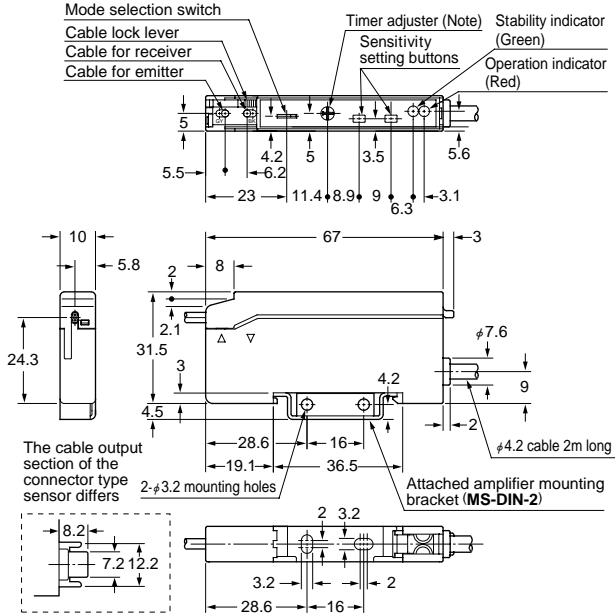 Mode selection switch
Cable lock lever
Cable for receiver
Cable for emitter
Timer adjuster (Note)
Sensitivity
setting buttons
Stability indicator
(Green)
Operation indicator
(Red)
GY
BK
5
4.2
5
3.5
5.6
5.5
6.2
23
11.4
8.9
9
6.3
3.1
10
5.8
67
3
8
2
2.1
24.3
31.5
3
4.5
4.2
φ7.6
9
2
28.6
16
19.1
36.5
φ4.2 cable 2m long
The cable output
section of the
connector type
sensor differs
2-φ3.2 mounting holes
Attached amplifier mounting
bracket (MS-DIN-2)
8.2
7.2
12.2
2
3.2
3.2
2
28.6
16